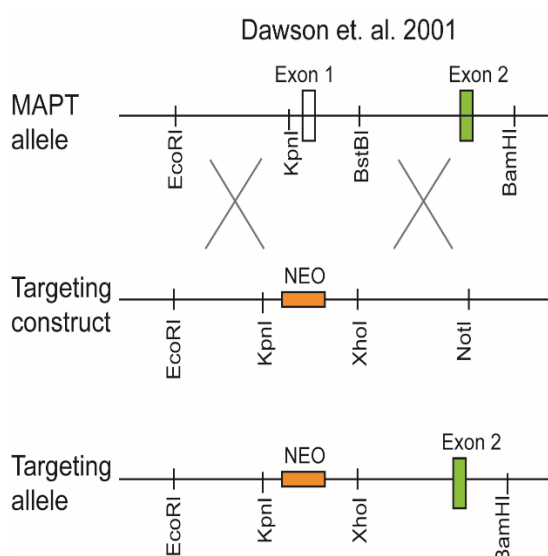 Dawson et. al. 2001
Exon 1
Exon 2
MAPT
allele
EcoRI
KpnI
BstBI
BamHI
NEO
Targeting
construct
EcoRI
KpnI
XhoI
NotI
NEO
Exon 2
Targeting
allele
EcoRI
KpnI
XhoI
BamHI